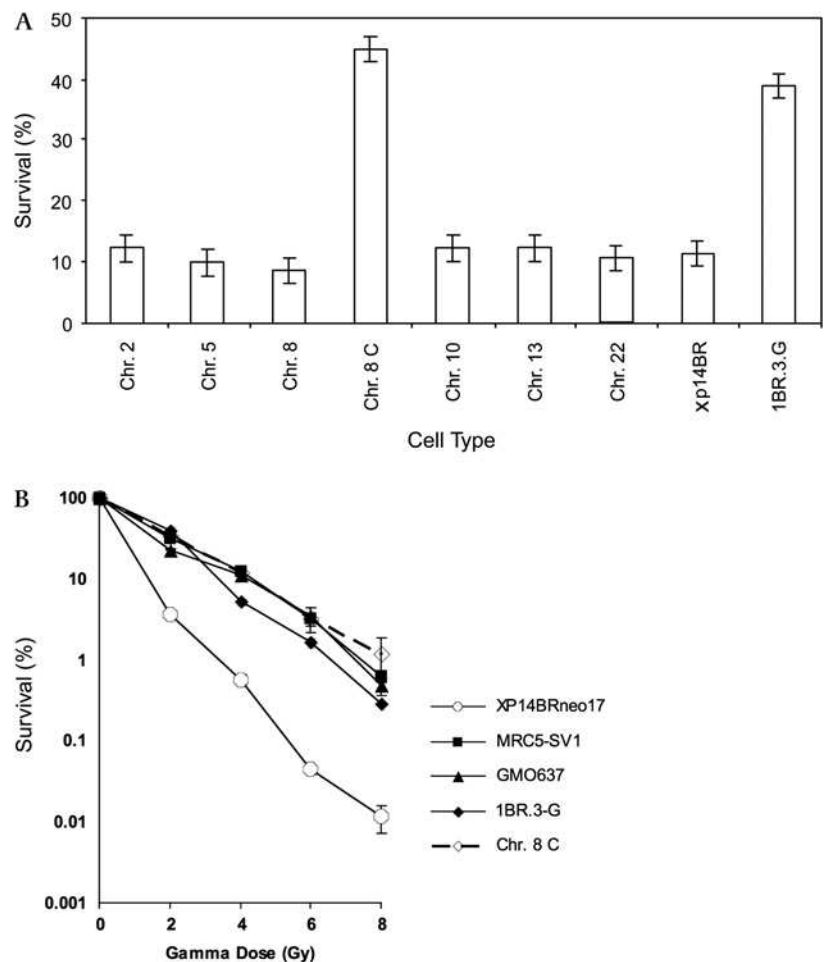 A
50
40
30
20
10
0
Survival (%)
Chr. 2
Chr. 5
Chr. 8
Chr. 8 C
Chr. 10
Chr. 13
Chr. 22
Xp14BR
1BR.3.G
Cell Type
B
100
10
1
0.1
0.01
0.001
Survival (%)
0 2 4 6 8
Gamma Dose (Gy)
XP14BRneo17
MRC5-SV1
GMO637
1BR.3-G
Chr. 8 C